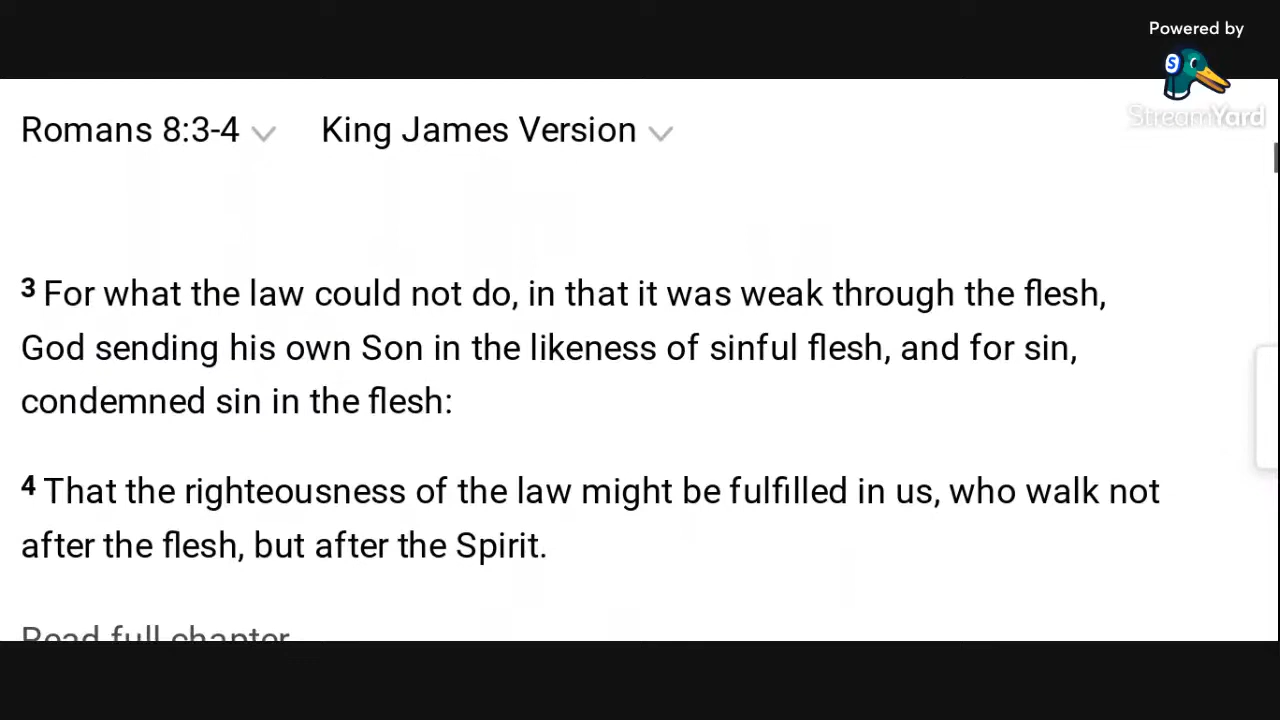 Powered by
S
StreamYard
Romans 8:3-4 King James Version
3 For what the law could not do, in that it was weak through the flesh,
God sending his own Son in the likeness of sinful flesh, and for sin,
condemned sin in the flesh:
4 That the righteousness of the law might be fulfilled in us, who walk not
after the flesh, but after the Spirit.
Read full chapter